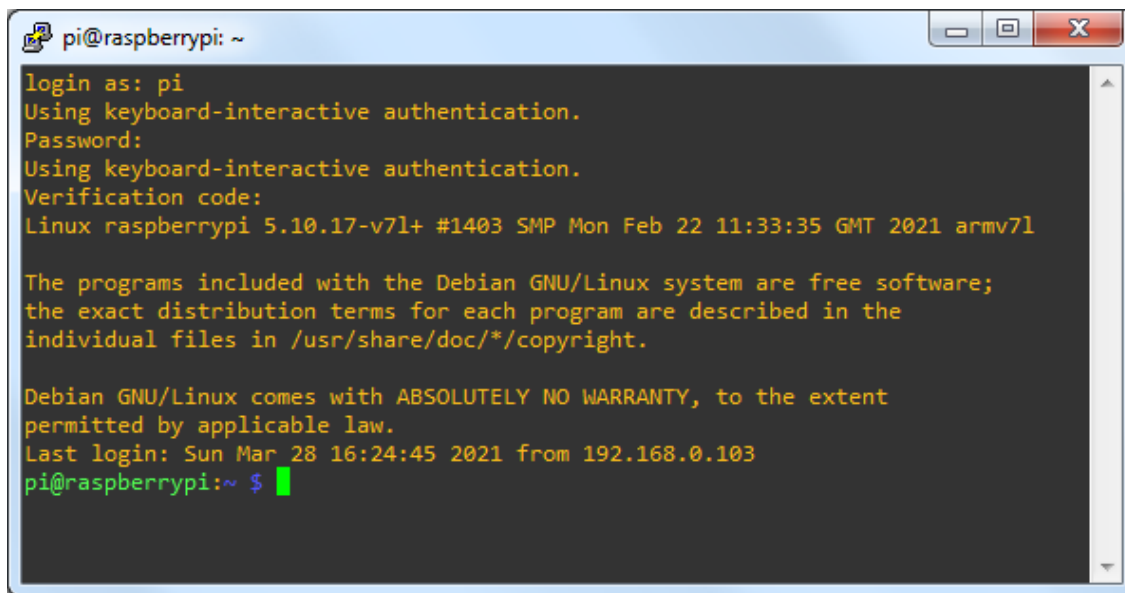 pi@raspberrypi: ~
login as: pi
Using keyboard-interactive authentication.
Password:
Using keyboard-interactive authentication.
Verification code:
Linux raspberrypi 5.10.17-v7l+ #1403 SMP Mon Feb 22 11:33:35 GMT 2021 armv7l
The programs included with the Debian GNU/Linux system are free software;
the exact distribution terms for each program are described in the
individual files in /usr/share/doc/*/copyright.
Debian GNU/Linux comes with ABSOLUTELY NO WARRANTY, to the extent
permitted by applicable law.
Last login: Sun Mar 28 16:24:45 2021 from 192.168.0.103
pi@raspberrypi:~ $